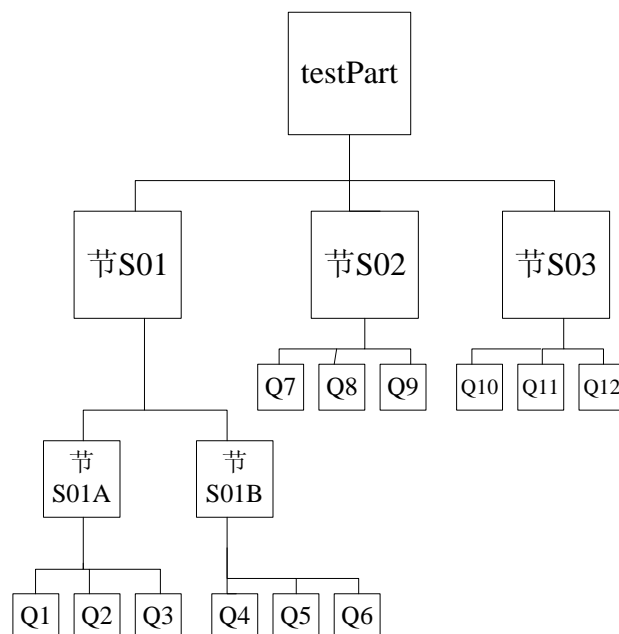 testPart
节S01
节S02
节S03
Q7
Q8
Q9
Q10
Q11
Q12
节
S01A
节
S01B
Q1
Q2
Q3
Q4
Q5
Q6